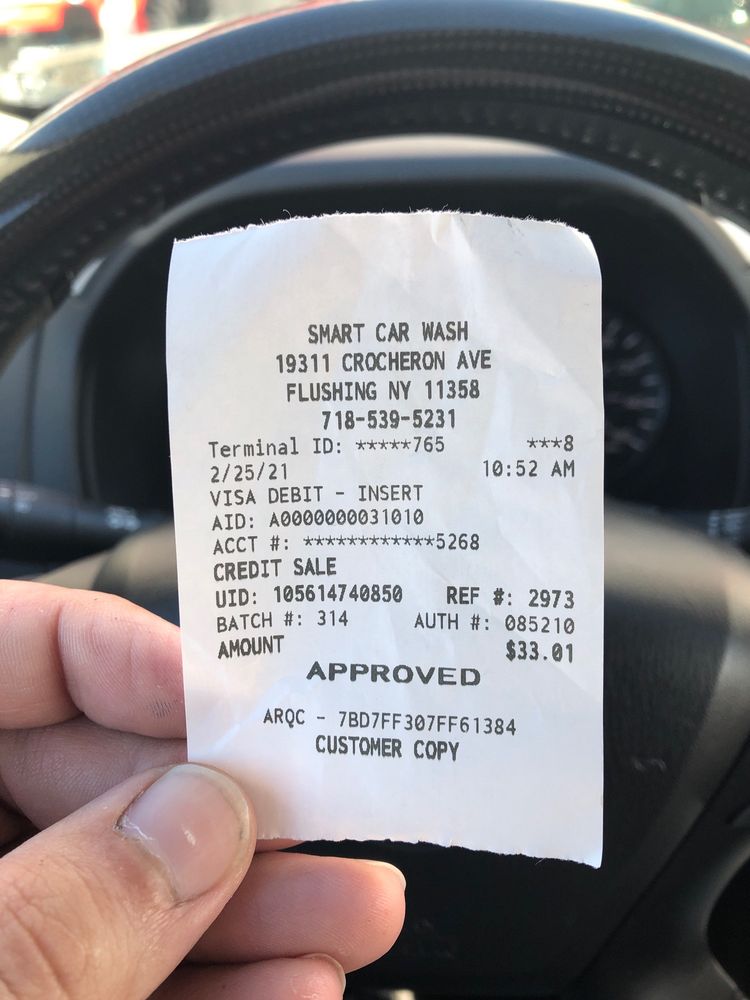 SMART CAR WASH
19311 CROCHERON AVE
FLUSHING NY 11358
718-539-5231
Terminal ID: *****765 ***8
2/25/21 10:52 AM
VISA DEBIT - INSERT
AID: A0000000031010
ACCT #: ************5268
CREDIT SALE
UID: 105614740850 REF #: 2973
BATCH #: 314 AUTH #: 085210
AMOUNT $33.01
APPROVED
ARQC - 7BD7FF307FF61384
CUSTOMER COPY